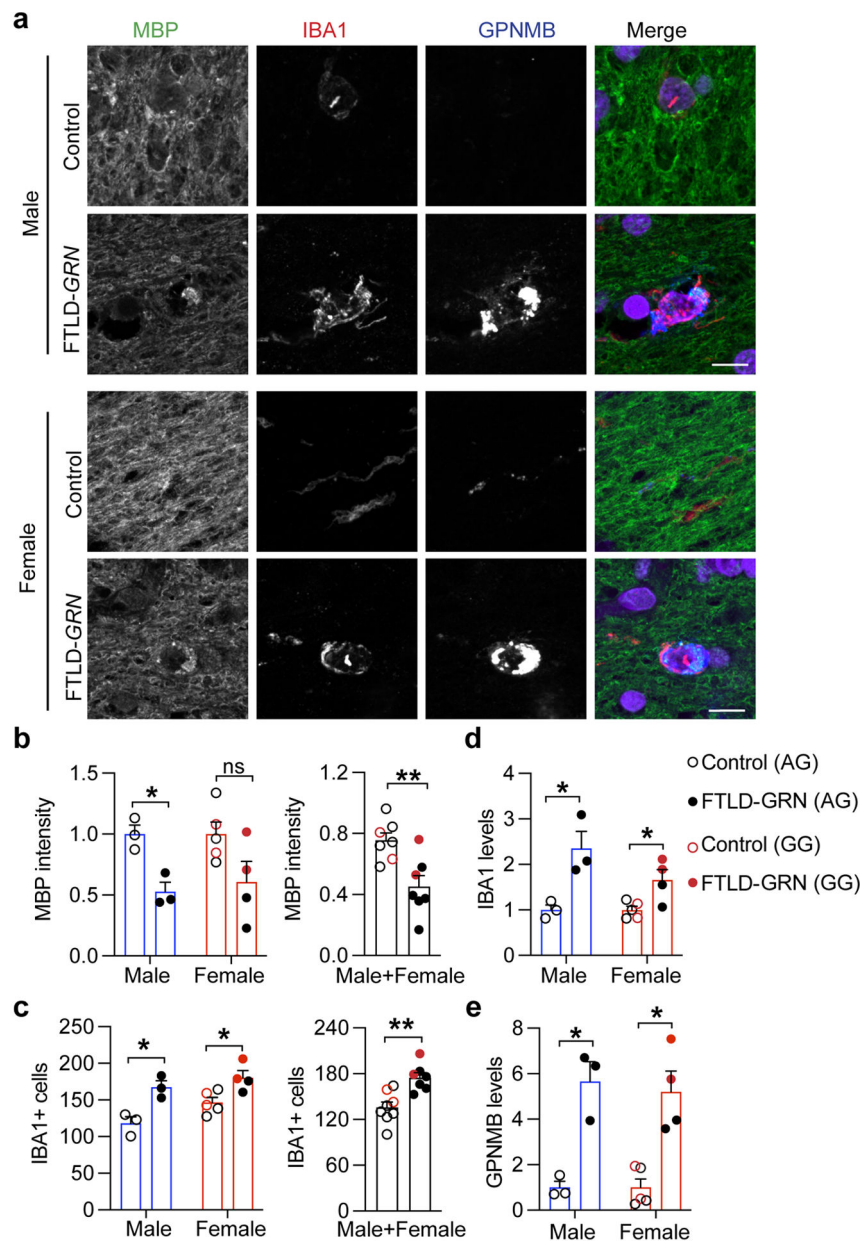 a
MBP IBA1 GPNMB Merge
Male
Control
FTLD-GRN
Female
Control
FTLD-GRN
b
MBP intensity
1.5
1.0
0.5
0.0
*
ns
Male Female
MBP intensity
1.2
0.8
0.4
0.0
**
Male+Female
d
IBA1 levels
4
3
2
1
0
*
*
Male Female
Control (AG)
FTLD-GRN (AG)
Control (GG)
FTLD-GRN (GG)
c
IBA1+ cells
250
200
150
100
50
0
*
*
Male Female
IBA1+ cells
240
180
120
60
0
**
Male+Female
e
GPNMB levels
8
6
4
2
0
*
*
Male Female